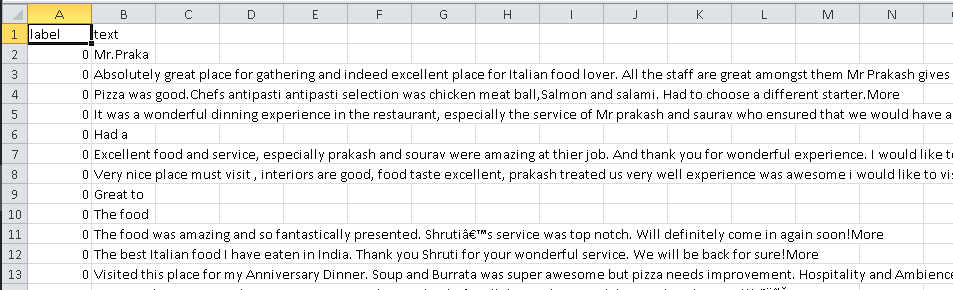 A B C D E F G H I J K L M N
1 label text
2 0 Mr.Praka
3 0 Absolutely great place for gathering and indeed excellent place for Italian food lover. All the staff are great amongst them Mr Prakash gives
4 0 Pizza was good.Chefs antipasti antipasti selection was chicken meat ball,Salmon and salami. Had to choose a different starter.More
5 0 It was a wonderful dinning experience in the restaurant, especially the service of Mr prakash and saurav who ensured that we would have a
6 0 Had a
7 0 Excellent food and service, especially prakash and sourav were amazing at thier job. And thank you for wonderful experience. I would like t
8 0 Very nice place must visit , interiors are good, food taste excellent, prakash treated us very well experience was awesome i would like to vis
9 0 Great to
10 0 The food
11 0 The food was amazing and so fantastically presented. Shrutiâ€™s service was top notch. Will definitely come in again soon!More
12 0 The best Italian food I have eaten in India. Thank you Shruti for your wonderful service. We will be back for sure!More
13 0 Visited this place for my Anniversary Dinner. Soup and Burrata was super awesome but pizza needs improvement. Hospitality and Ambience